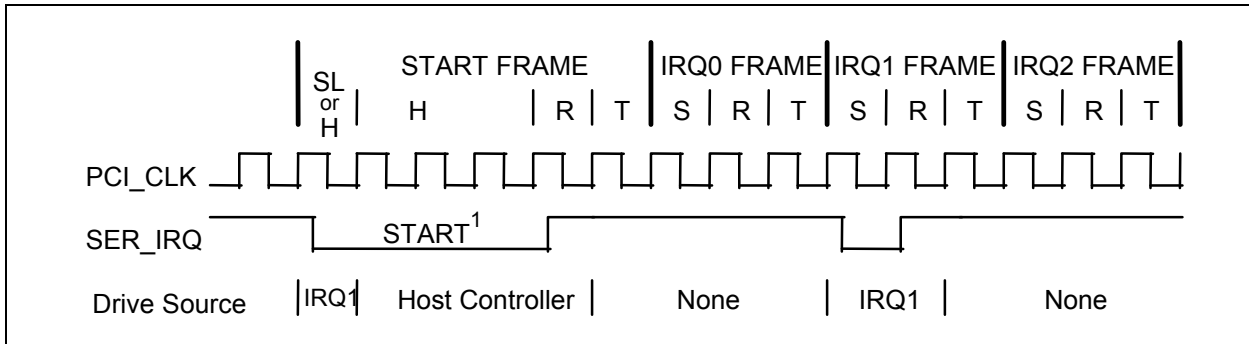 START FRAME IRQ0 FRAME IRQ1 FRAME IRQ2 FRAME
SL
or
H
H R T S R T S R T S R T
PCI_CLK
SER_IRQ START1
Drive Source IRQ1 Host Controller None IRQ1 None